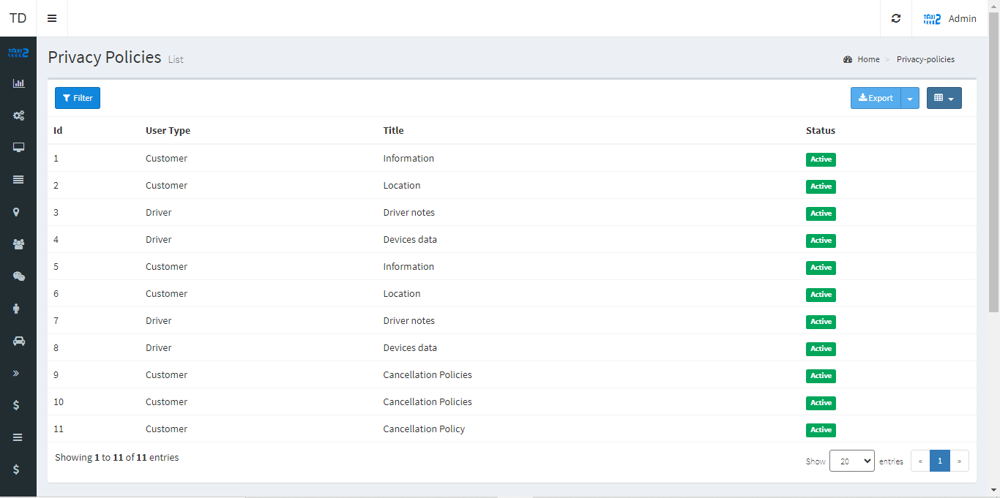 TD
TAXI2 Admin
TAXI2
Privacy Policies List
Home > Privacy-policies
Filter
Export
Id User Type Title Status
1 Customer Information Active
2 Customer Location Active
3 Driver Driver notes Active
4 Driver Devices data Active
5 Customer Information Active
6 Customer Location Active
7 Driver Driver notes Active
8 Driver Devices data Active
9 Customer Cancellation Policies Active
10 Customer Cancellation Policies Active
11 Customer Cancellation Policy Active
Showing 1 to 11 of 11 entries
Show 20 entries « 1 »